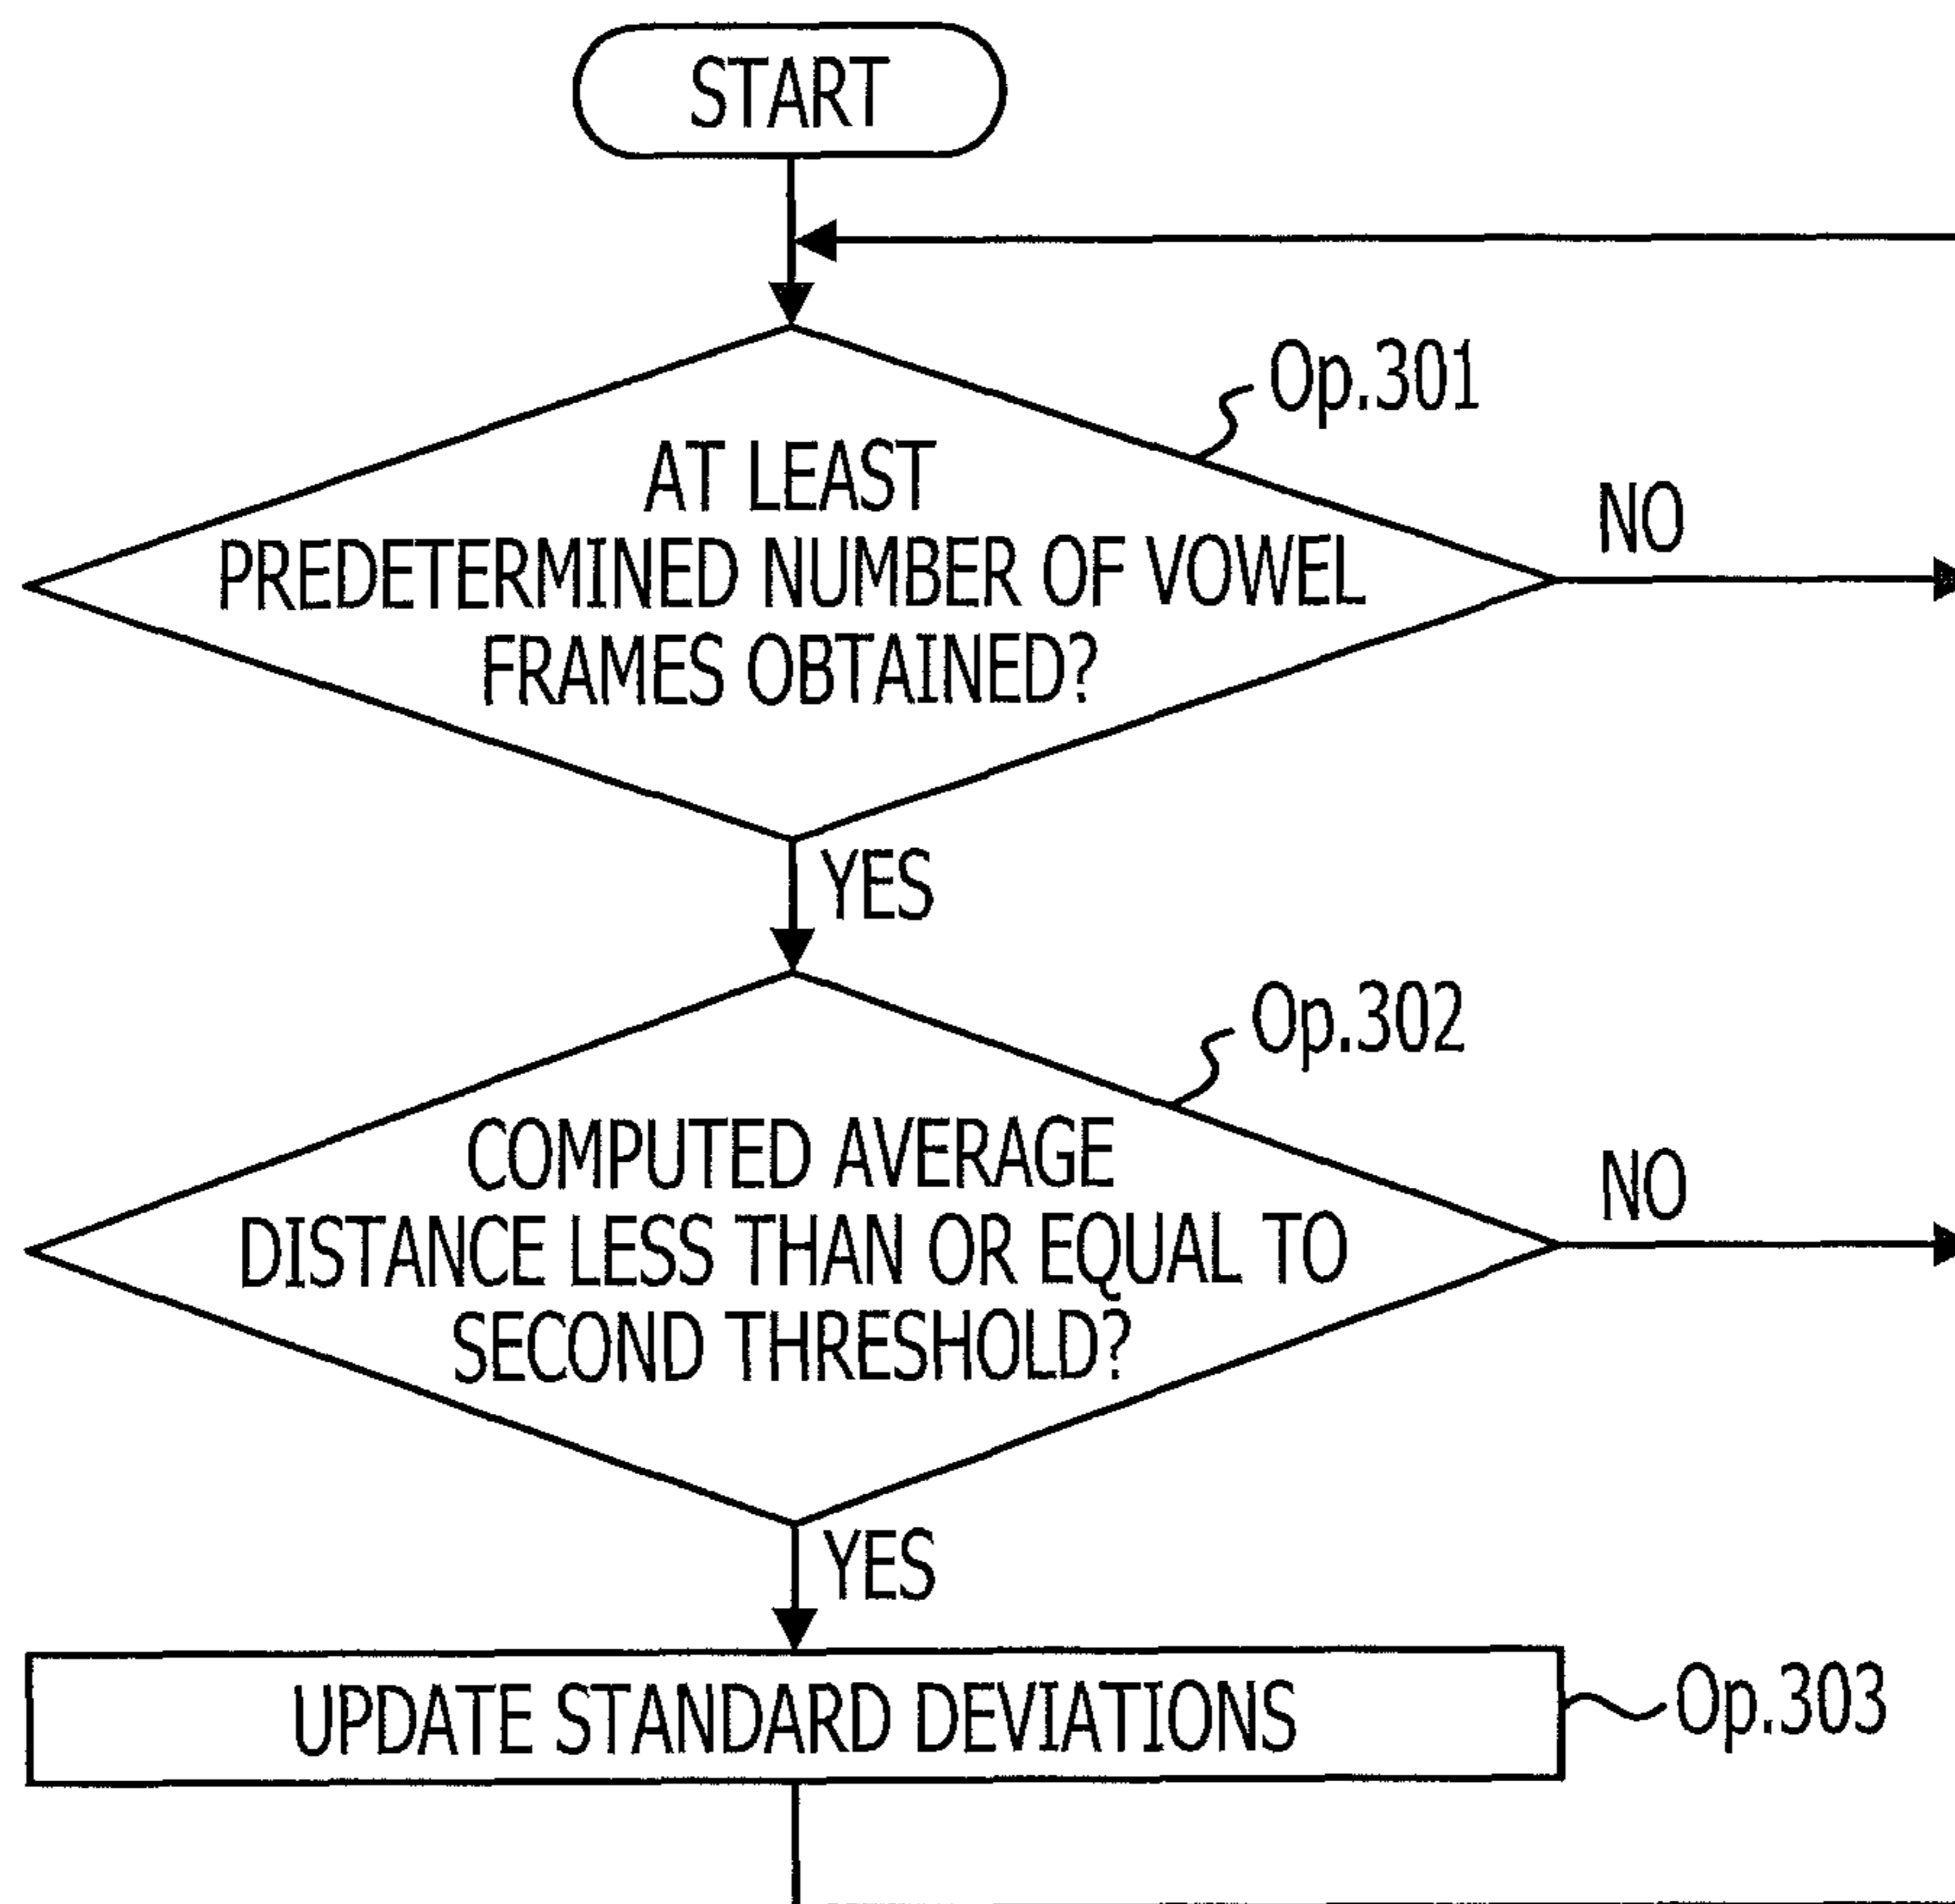 START
Op.301
AT LEAST
PREDETERMINED NUMBER OF VOWEL
FRAMES OBTAINED?
NO
YES
Op.302
COMPUTED AVERAGE
DISTANCE LESS THAN OR EQUAL TO
SECOND THRESHOLD?
NO
YES
UPDATE STANDARD DEVIATIONS
Op.303